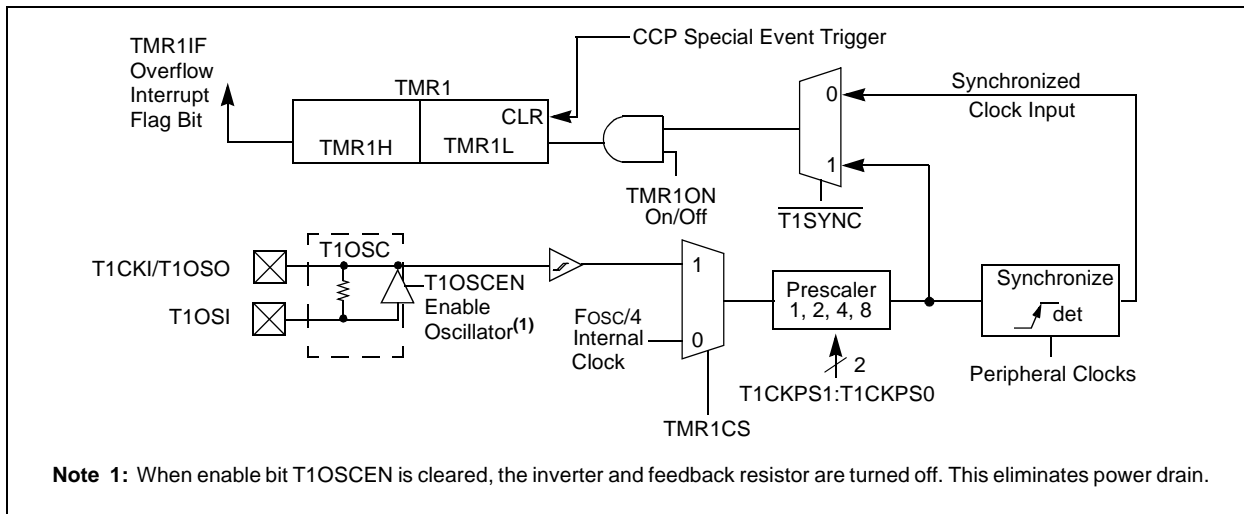 TMR1IF
Overflow
Interrupt
Flag Bit
TMR1
CCP Special Event Trigger
CLR
TMR1H
TMR1L
TMR1ON
On/Off
0
1
T1SYNC
Synchronized
Clock Input
T1CKI/T1OSO
T1OSI
T1OSC
T1OSCEN
Enable
Oscillator(1)
FOSC/4
Internal
Clock
1
0
TMR1CS
Prescaler
1, 2, 4, 8
2
T1CKPS1:T1CKPS0
Synchronize
det
Peripheral Clocks
Note 1: When enable bit T1OSCEN is cleared, the inverter and feedback resistor are turned off. This eliminates power drain.